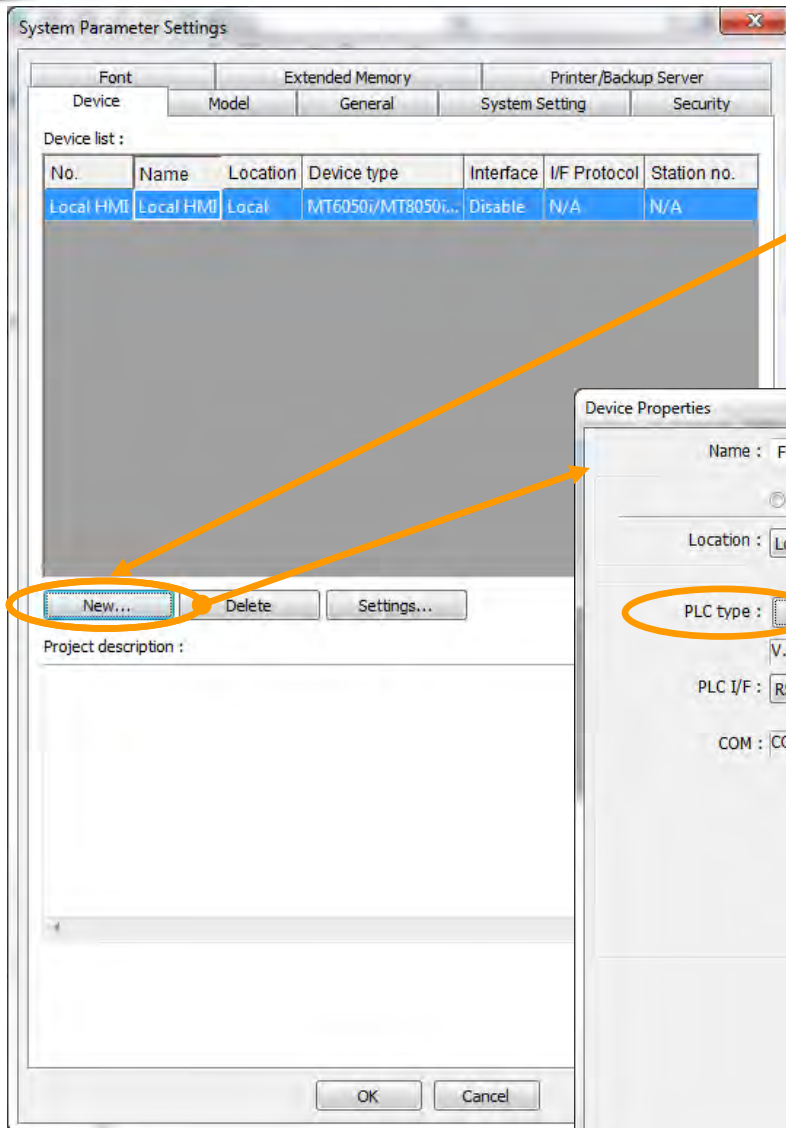 System Parameter Settings
Font Extended Memory Printer/Backup Server
Device Model General System Setting Security
Device list :
No. Name Location Device type Interface I/F Protocol Station no.
Local HMI Local HMI Local MT6050i/MT8050i... Disable N/A N/A
New... Delete Settings...
Project description :
OK Cancel
Device Properties
Name : F
Location :
PLC type :
V.
PLC I/F :
COM :